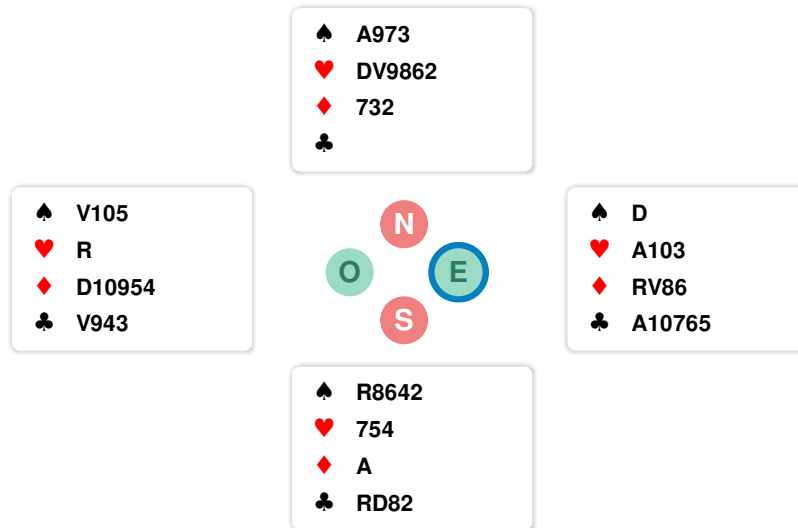 ♠ A973
♥ DV9862
♦ 732
♣
♠ V105
♥ R
♦ D10954
♣ V943
N
O
E
S
♠ D
♥ A103
♦ RV86
♣ A10765
♠ R8642
♥ 754
♦ A
♣ RD82